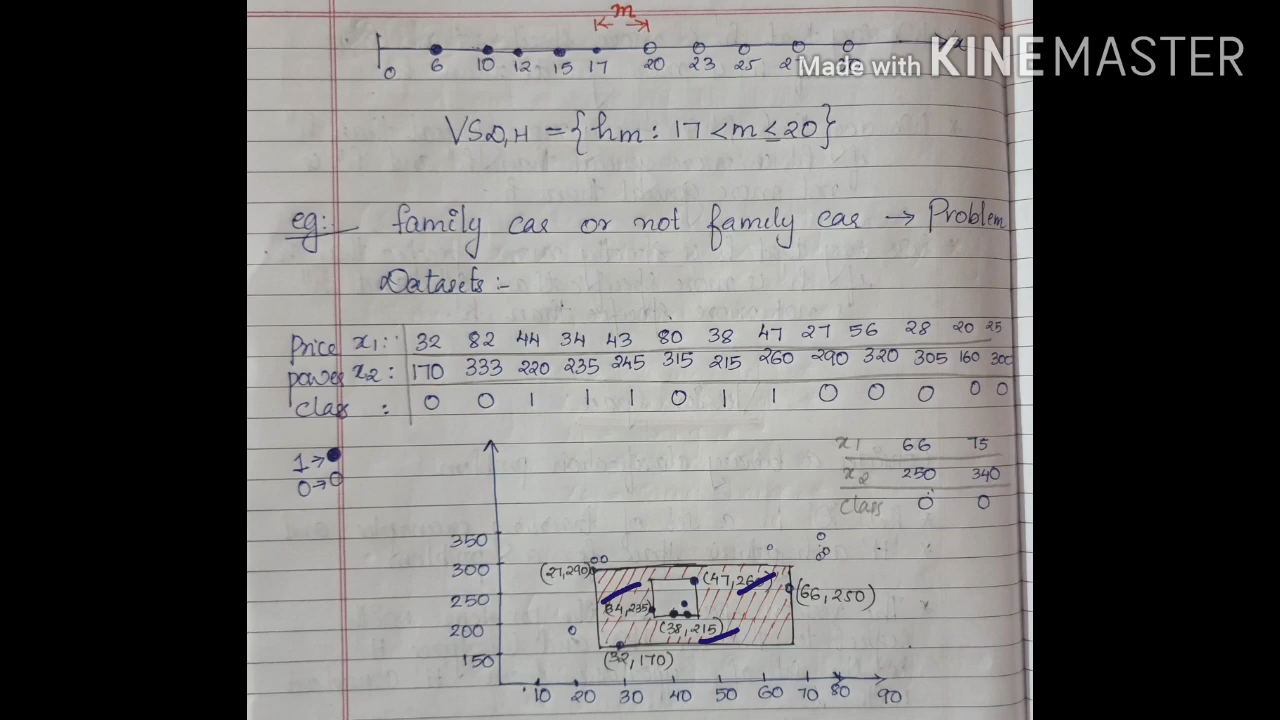 m
0 6 10 12 15 17 20 23 25
Made with KINEMASTER
VSD,H = {hm : 17 < m ≤ 20}
eg:- family car or not family car → Problem
Datasets :-
Price x1: 32 82 44 34 43 80 38 47 27 56 28 20 25
power x2: 170 333 220 235 245 315 215 260 290 320 305 160 300
class : 0 0 1 1 1 0 1 1 0 0 0 0 0
x1 66 75
1→
x2 250 340
0→
class 0 0
350
300
(27,290)
(47,260)
250
(34,235)
(66,250)
200
(38,215)
150
(32,170)
10 20 30 40 50 60 70 80 90